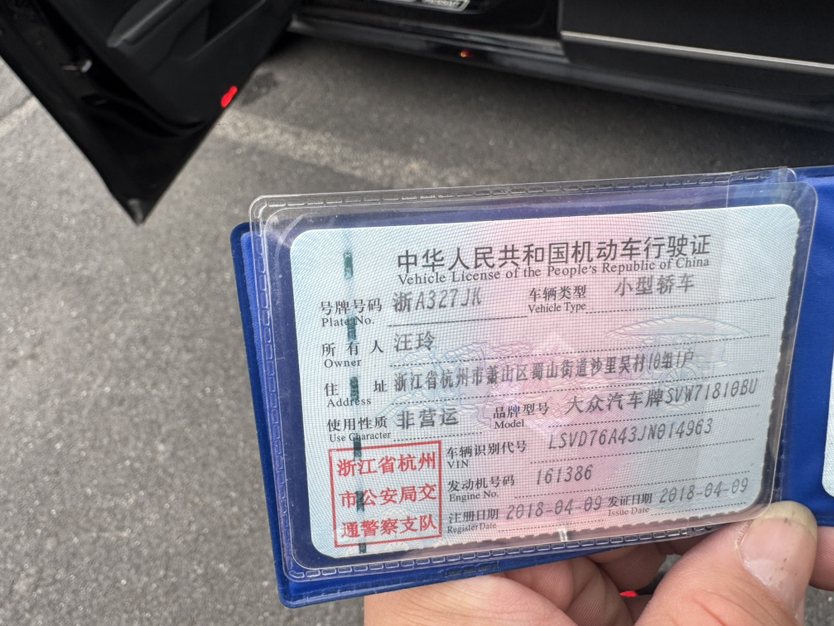 中华人民共和国机动车行驶证
Vehicle License of the People's Republic of China
号牌号码 浙A327JK 车辆类型 小型轿车
Plate No. Vehicle Type
所有人 汪玲
Owner
住址 浙江省杭州市萧山区蜀山街道沙里吴村10组1户
Address
使用性质 非营运 品牌型号 大众汽车牌SVW71810BU
Use Character Model
浙江省杭州
市公安局交
通警察支队
车辆识别代号 LSVD76A43JN014963
VIN
发动机号码 161386
Engine No.
注册日期 2018-04-09 发证日期 2018-04-09
Register Date Issue Date